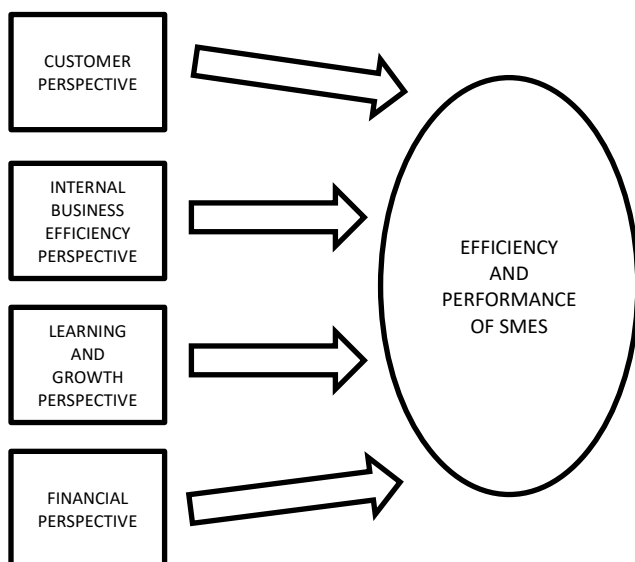 CUSTOMER
PERSPECTIVE
INTERNAL
BUSINESS
EFFICIENCY
PERSPECTIVE
LEARNING
AND
GROWTH
PERSPECTIVE
FINANCIAL
PERSPECTIVE
EFFICIENCY
AND
PERFORMANCE
OF SMES